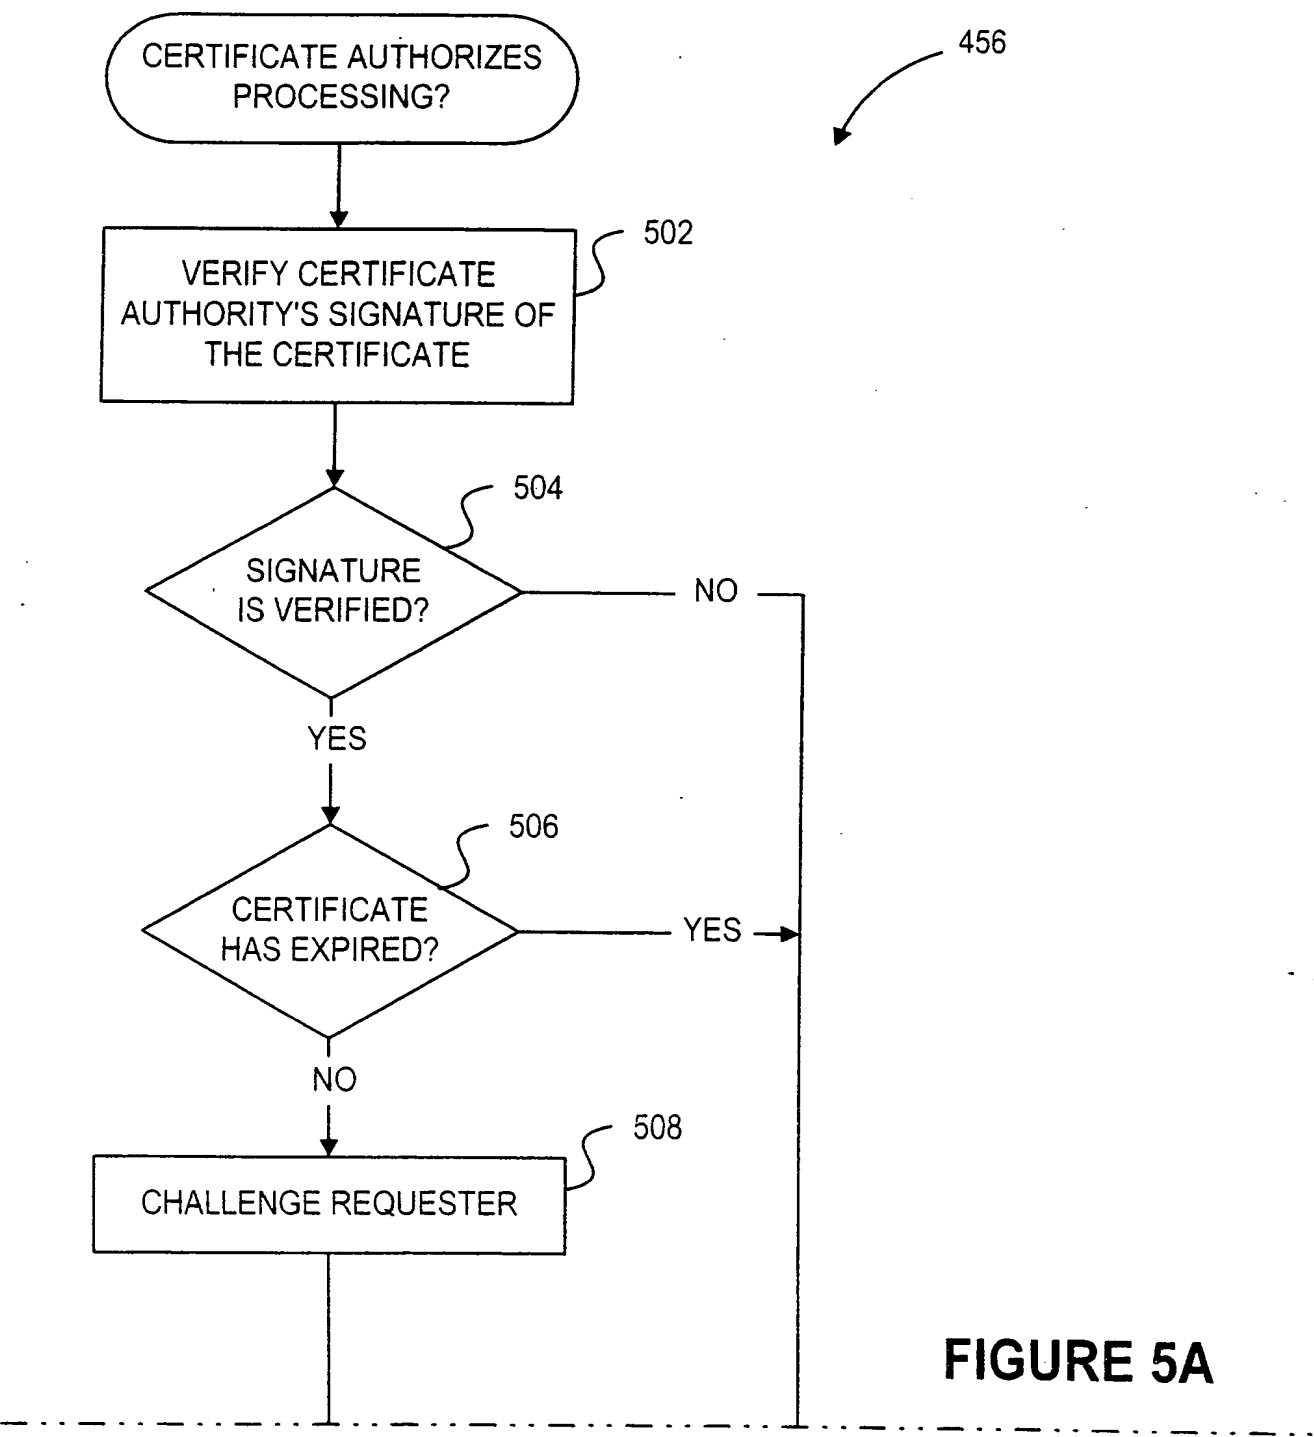 CERTIFICATE AUTHORIZES
PROCESSING?
456
502
VERIFY CERTIFICATE
AUTHORITY'S SIGNATURE OF
THE CERTIFICATE
504
SIGNATURE
IS VERIFIED?
NO
YES
506
CERTIFICATE
HAS EXPIRED?
YES
NO
508
CHALLENGE REQUESTER
FIGURE 5A